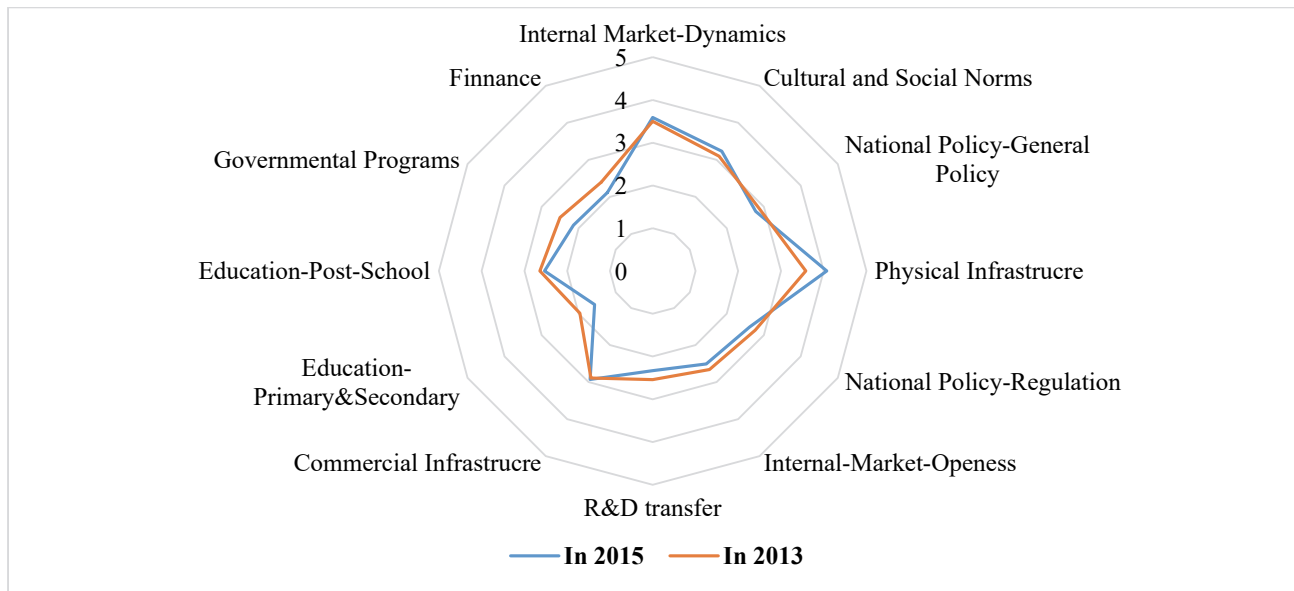 Internal Market-Dynamics
5
Finnance
Cultural and Social Norms
4
Governmental Programs
National Policy-General
Policy
3
2
1
Education-Post-School
0
Physical Infrastrucre
Education-
Primary&Secondary
National Policy-Regulation
Commercial Infrastrucre
Internal-Market-Openess
R&D transfer
In 2015
In 2013